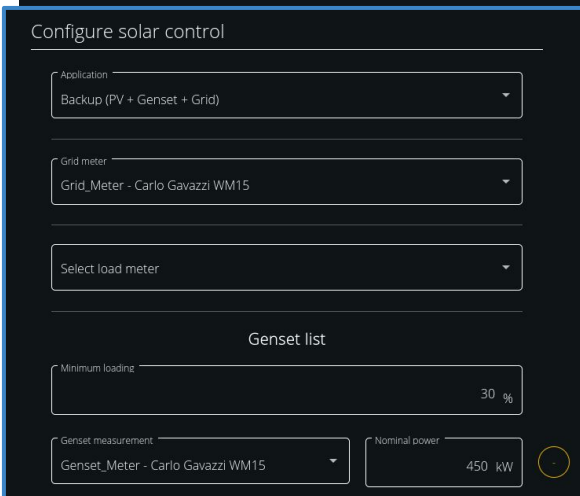 Configure solar control
Application
Backup (PV + Genset + Grid)
Grid meter
Grid_Meter - Carlo Gavazzi WM15
Select load meter
Genset list
Minimum loading
30 %
Genset measurement
Nominal power
Genset_Meter - Carlo Gavazzi WM15
450 kW
-